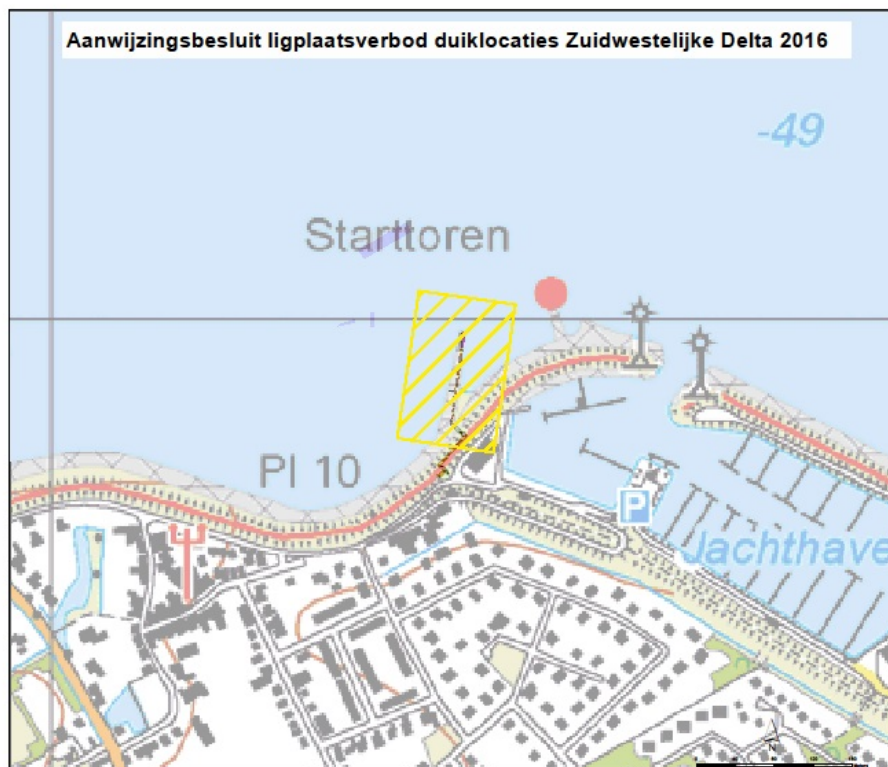 Aanwijzingsbesluit ligplaatsverbod duiklocaties Zuidwestelijke Delta 2016
-49
Starttoren
Pl 10
P
Jachthave
N